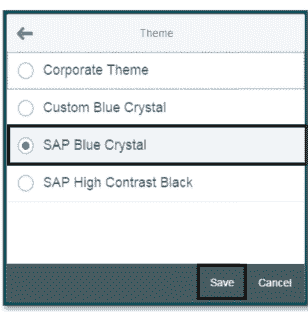 Theme
Corporate Theme
Custom Blue Crystal
SAP Blue Crystal
SAP High Contrast Black
Save Cancel